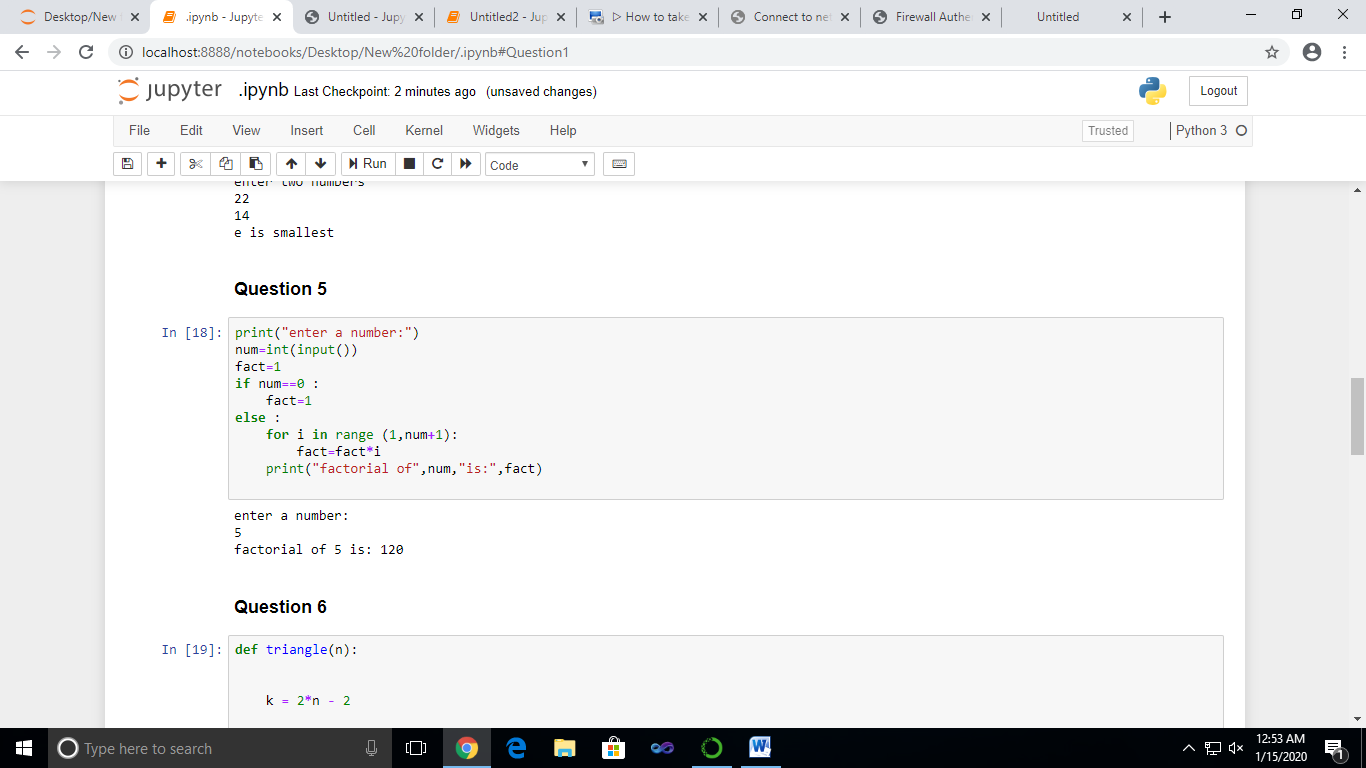 Desktop/New
.ipynb - Jupyte
Untitled - Jupy
Untitled2 - Jup
▷ How to take
Connect to net
Firewall Authe
Untitled
localhost:8888/notebooks/Desktop/New%20folder/.ipynb#Question1
jupyter .ipynb Last Checkpoint: 2 minutes ago (unsaved changes)
Logout
File Edit View Insert Cell Kernel Widgets Help
Trusted
Python 3
Run
Code
enter two numbers
22
14
e is smallest
Question 5
In [18]:
print("enter a number:")
num=int(input())
fact=1
if num==0 :
    fact=1
else :
    for i in range (1,num+1):
        fact=fact*i
    print("factorial of",num,"is:",fact)
enter a number:
5
factorial of 5 is: 120
Question 6
In [19]:
def triangle(n):
    k = 2*n - 2
Type here to search
12:53 AM
1/15/2020
1